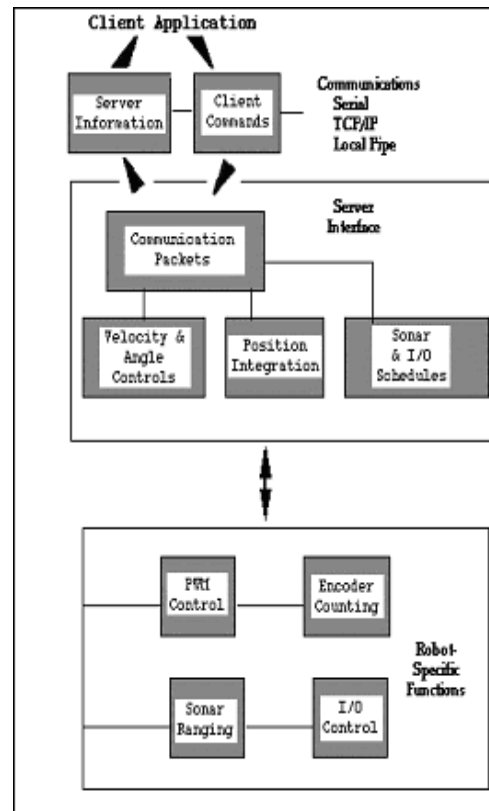 Client Application
Server
Information
Client
Commands
Communications
Serial
TCP/IP
Local Pipe
Server
Interface
Communication
Packets
Velocity &
Angle
Controls
Position
Integration
Sonar
& I/O
Schedules
PWM
Control
Encoder
Counting
Robot-
Specific
Functions
Sonar
Ranging
I/O
Control